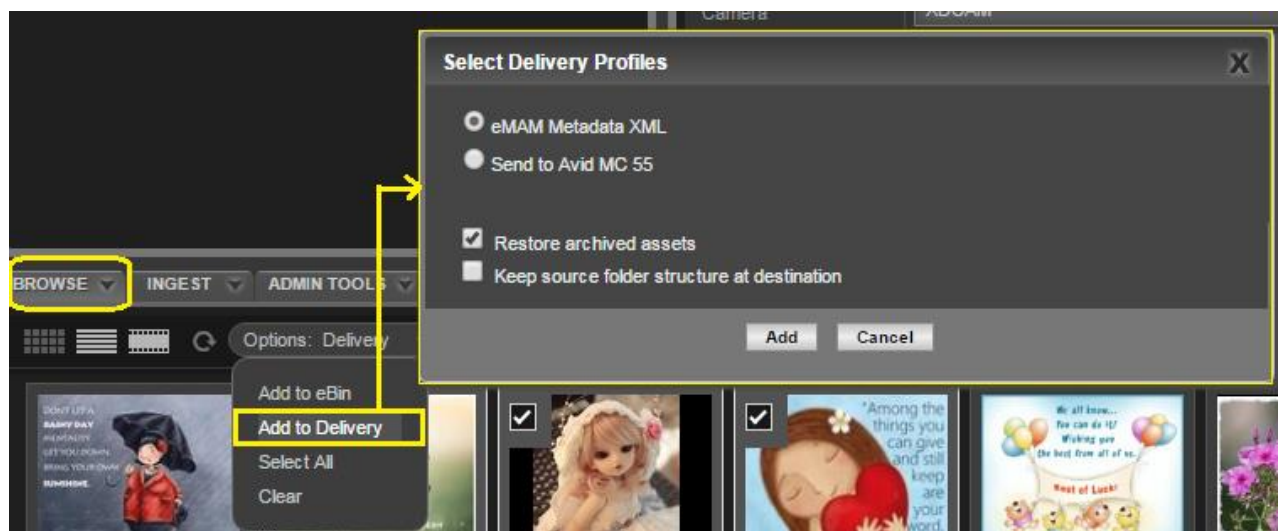 Camera
XDCAM
Select Delivery Profiles
X
eMAM Metadata XML
Send to Avid MC 55
Restore archived assets
Keep source folder structure at destination
Add Cancel
BROWSE INGEST ADMIN TOOLS
Options: Delivery
Add to eBin
Add to Delivery
Select All
Clear
DON'T LET A
RAINY DAY
MENTALITY
GET YOU DOWN.
BRING YOUR OWN
SUNSHINE.
"Among the
things you
can give
and still
keep
are
your
word,
We all know...
You can do it!
Wishing you
the best from all of us.
Best of Luck!